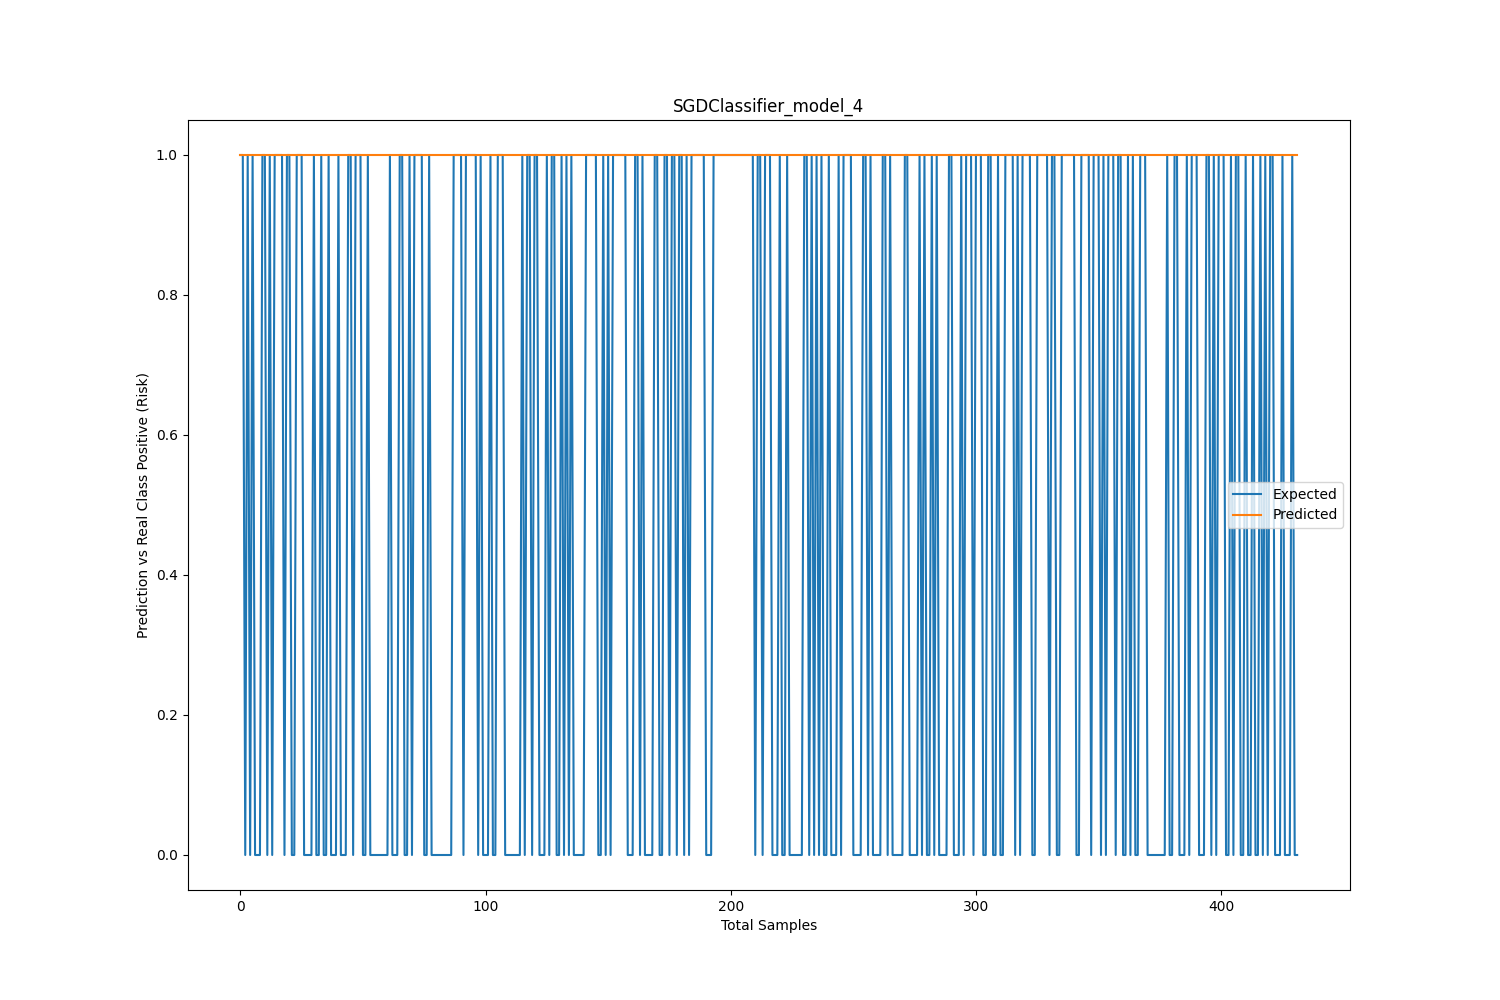 SGDClassifier_model_4
1.0
0.8
0.6
0.4
0.2
0.0
Prediction vs Real Class Positive (Risk)
Expected
Predicted
0
100
200
300
400
Total Samples